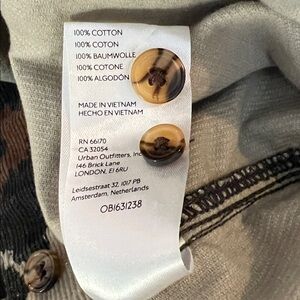 100% COTTON
100% COTON
100% BAUMWOLLE
100% COTONE
100% ALGODÓN
MADE IN VIETNAM
HECHO EN VIETNAM
RN 66170
CA 32054
Urban Outfitters, Inc.
146 Brick Lane
LONDON, E1 6RU
Leidsestraat 32, 1017 PB
Amsterdam, Netherlands
OB1631238